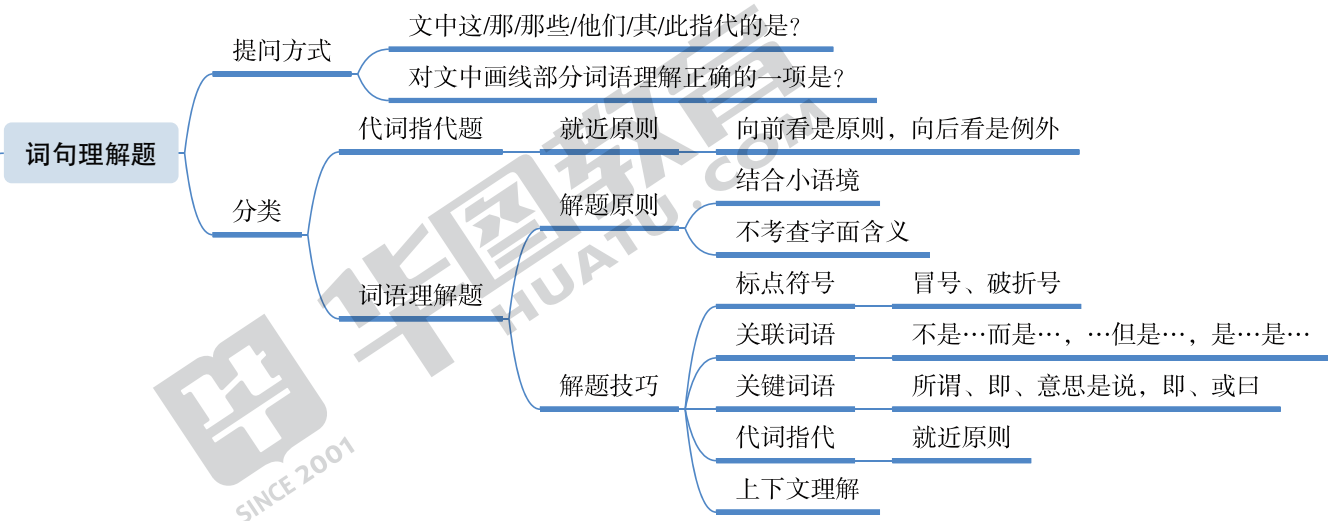 词句理解题
提问方式
文中这/那/那些/他们/其/此指代的是？
对文中画线部分词语理解正确的一项是？
分类
代词指代题
就近原则
向前看是原则，向后看是例外
词语理解题
解题原则
结合小语境
不考查字面含义
解题技巧
标点符号
冒号、破折号
关联词语
不是…而是…，…但是…，是…是…
关键词语
所谓、即、意思是说，即、或曰
代词指代
就近原则
上下文理解
华图教育
HUATU.COM
SINCE 2001